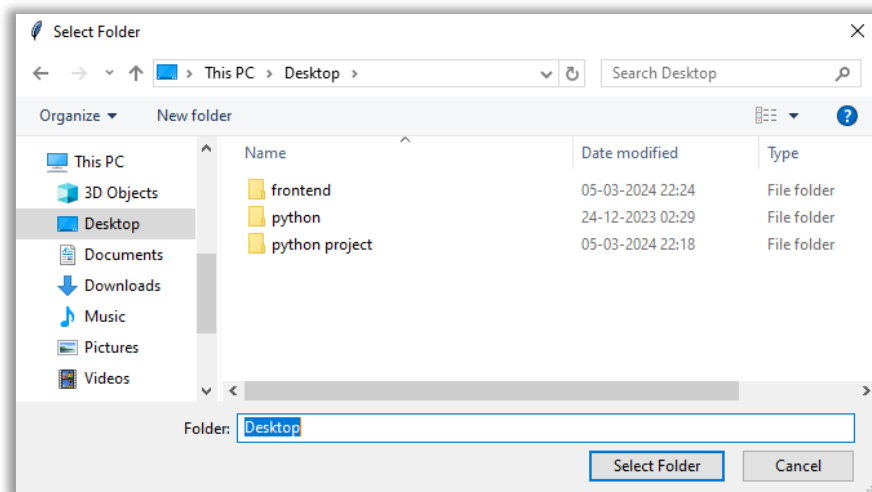 Select Folder
This PC Desktop Search Desktop
Organize New folder ?
This PC
3D Objects
Desktop
Documents
Downloads
Music
Pictures
Videos
Name Date modified Type
frontend 05-03-2024 22:24 File folder
python 24-12-2023 02:29 File folder
python project 05-03-2024 22:18 File folder
Folder: Desktop
Select Folder Cancel